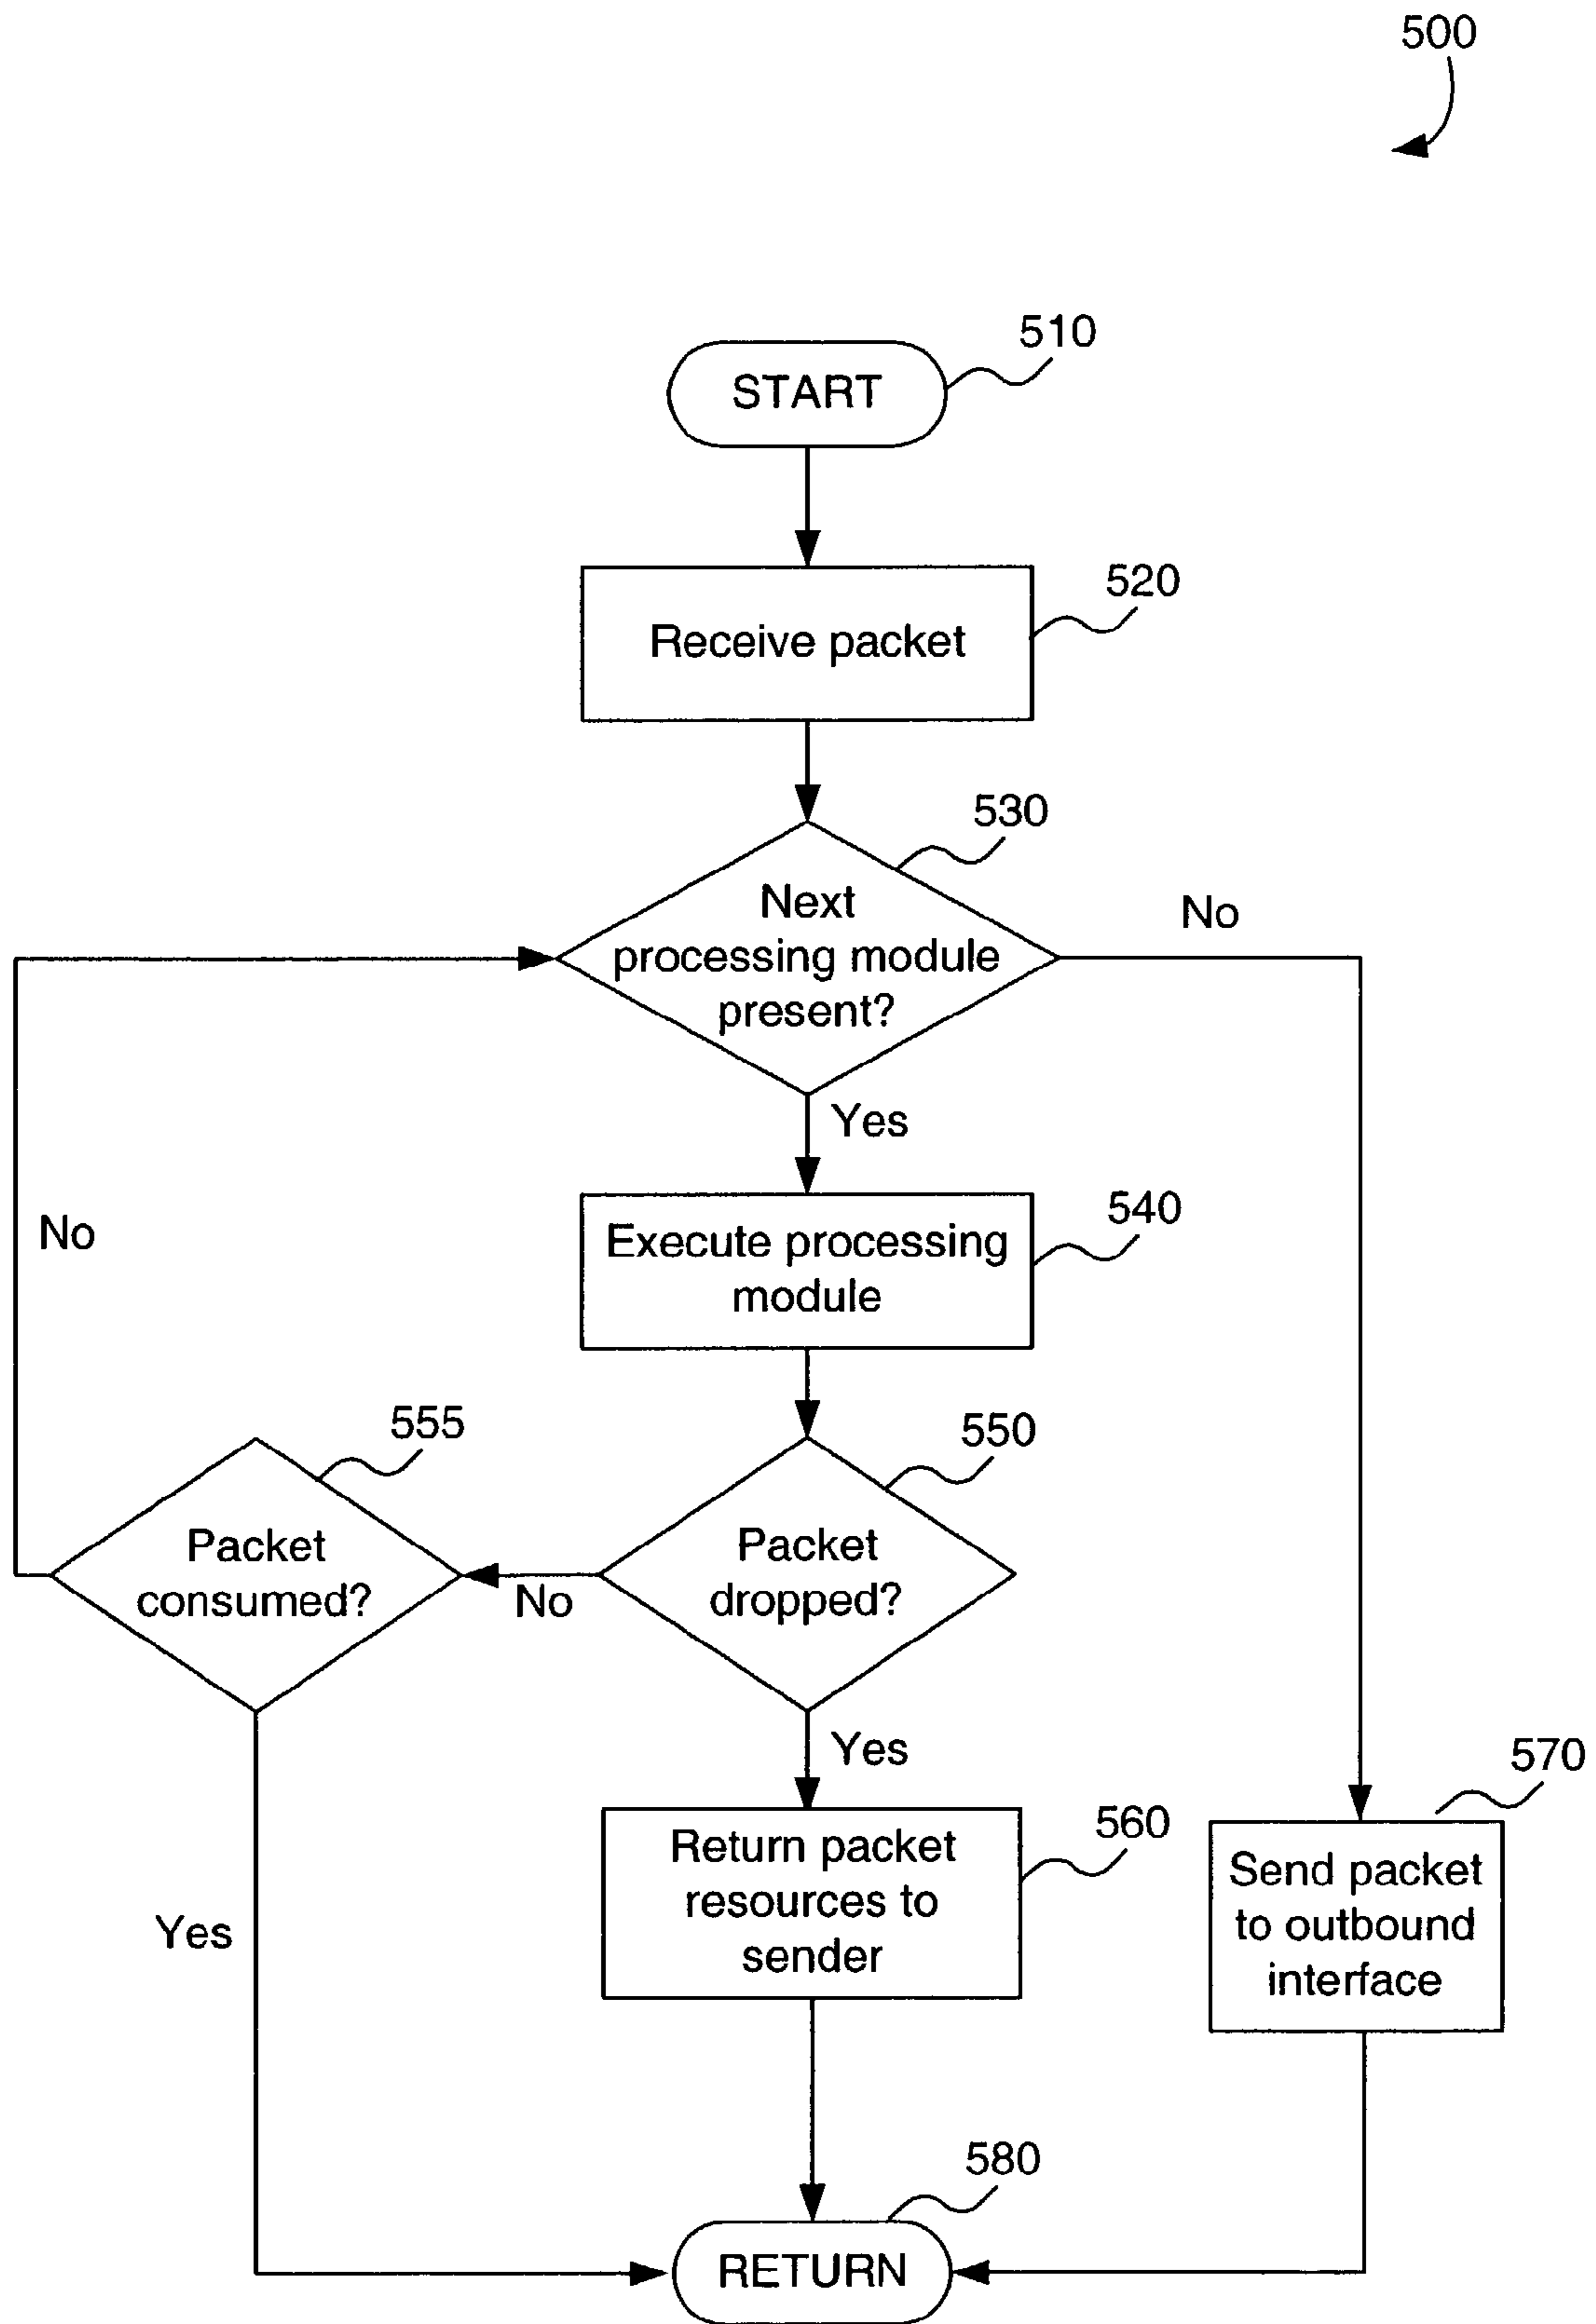 500
510
START
520
Receive packet
530
Next
processing module
present?
No
Yes
540
Execute processing
module
No
555
550
Packet
consumed?
No
Packet
dropped?
Yes
560
Return packet
resources to
sender
570
Send packet
to outbound
interface
Yes
580
RETURN